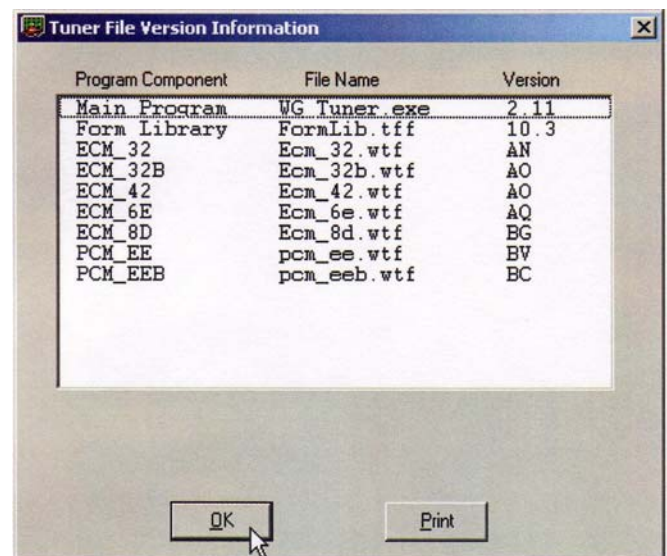 Tuner File Version Information
Program Component File Name Version
Main Program WG Tuner.exe 2.11
Form Library FormLib.tff 10.3
ECM_32 Ecm_32.wtf AN
ECM_32B Ecm_32b.wtf AO
ECM_42 Ecm_42.wtf AO
ECM_6E Ecm_6e.wtf AQ
ECM_8D Ecm_8d.wtf BG
PCM_EE pcm_ee.wtf BV
PCM_EEB pcm_eeb.wtf BC
OK Print